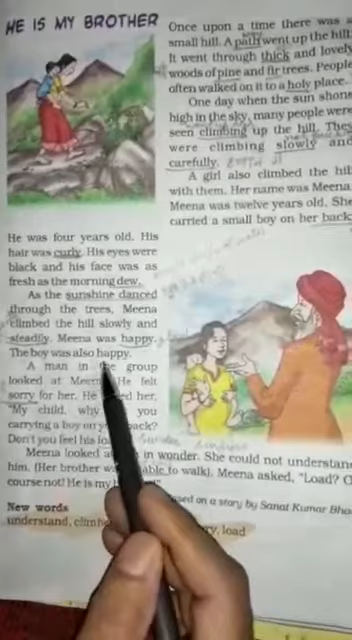 HE IS MY BROTHER
Once upon a time there was a
small hill. A path went up the hill.
It went through thick and lovely
woods of pine and fir trees. People
often walked on it to a holy place.
One day when the sun shone
high in the sky, many people were
seen climbing up the hill. They
were climbing slowly and
carefully.
A girl also climbed the hill
with them. Her name was Meena.
Meena was twelve years old. She
carried a small boy on her back.
He was four years old. His
hair was curly. His eyes were
black and his face was as
fresh as the morning dew.
As the sunshine danced
through the trees, Meena
climbed the hill slowly and
steadily. Meena was happy.
The boy was also happy.
A man in the group
looked at Meena. He felt
sorry for her. He her,
"My child, why you
carrying a boy on back?
Don't you feel his
Meena looked in wonder. She could not understand
him. (Her brother was to walk). Meena asked, "Load? O
course not! He is my
on a story by Sanat Kumar
New words
understand, load